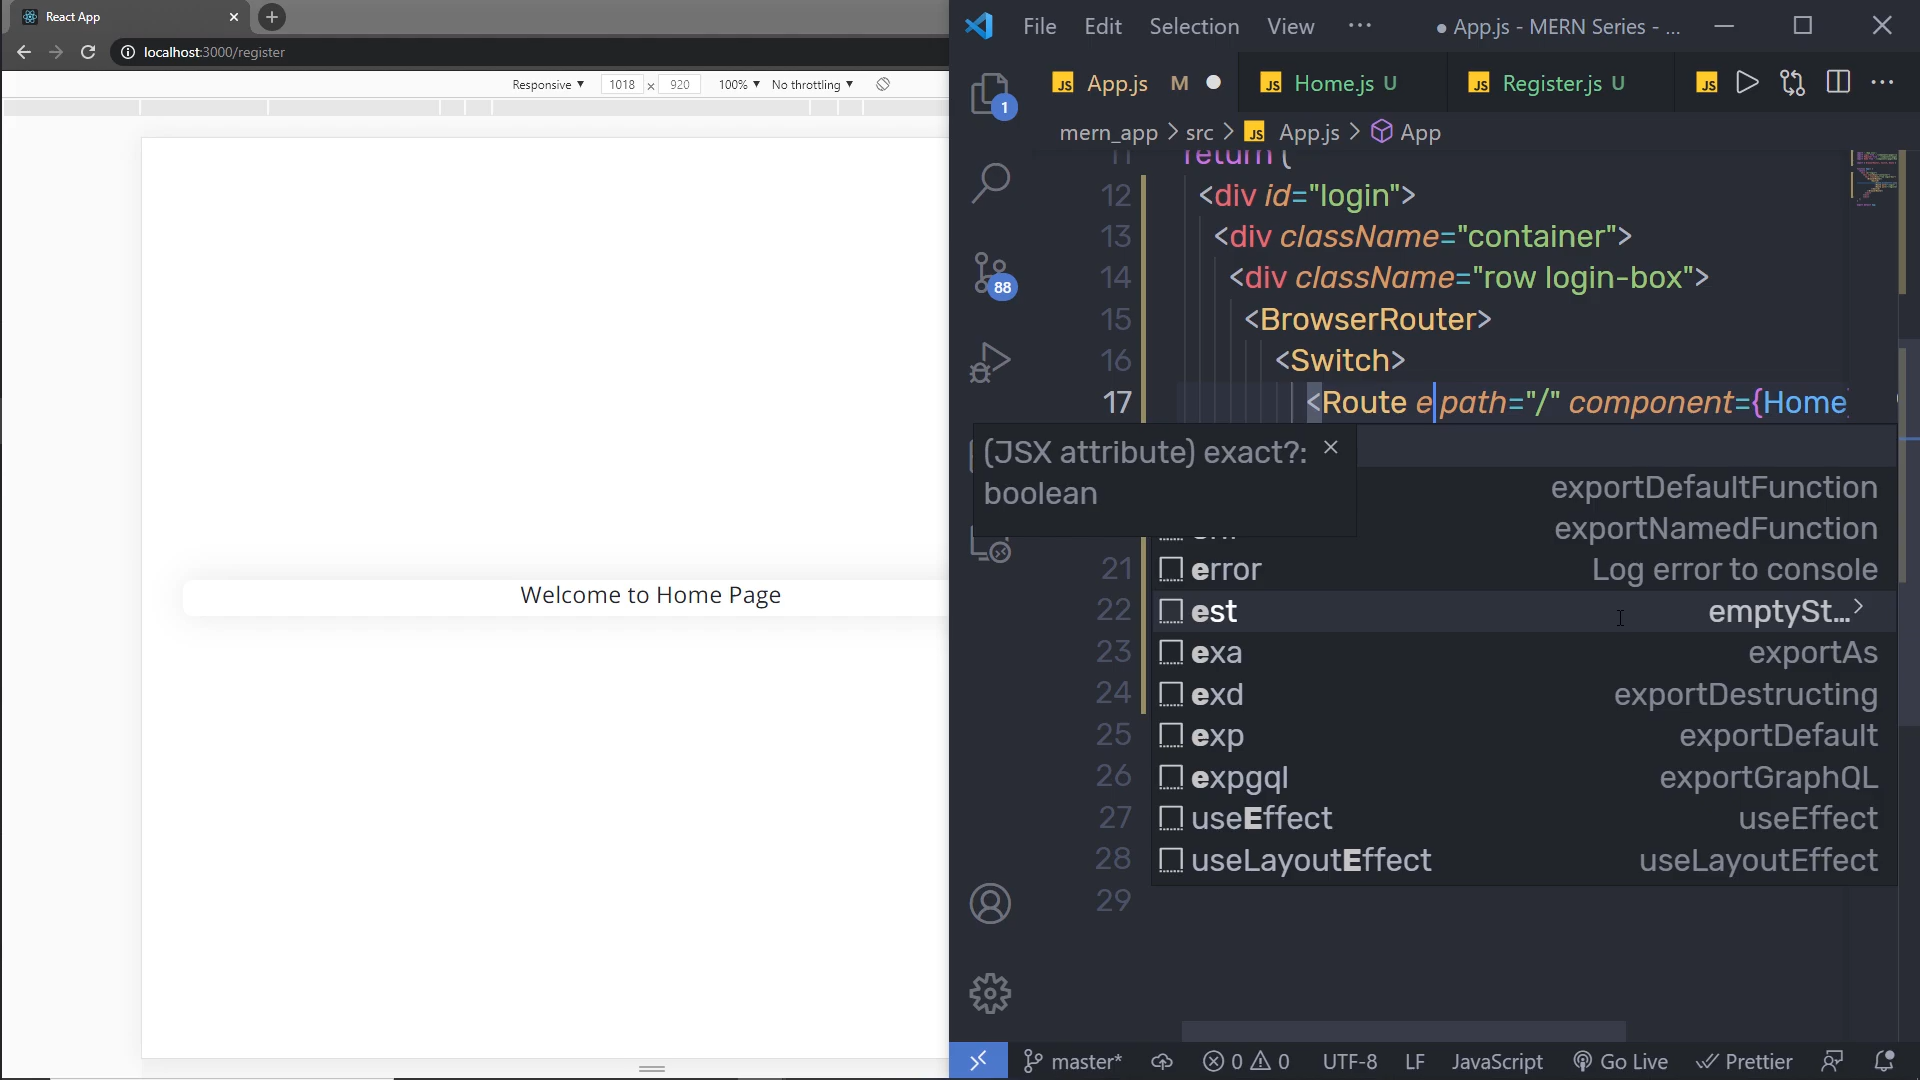 React App
localhost:3000/register
Responsive 1018 x 920 100% No throttling
Welcome to Home Page
File Edit Selection View ··· ● App.js - MERN Series - ...
JS App.js M JS Home.js U JS Register.js U JS
mern_app > src > JS App.js > App
1
88
11 return (
12 <div id="login">
13 <div className="container">
14 <div className="row login-box">
15 <BrowserRouter>
16 <Switch>
17 <Route e path="/" component={Home
(JSX attribute) exact?:
boolean
exportDefaultFunction
exportNamedFunction
21 error Log error to console
22 est emptySt...
23 exa exportAs
24 exd exportDestructing
25 exp exportDefault
26 expgql exportGraphQL
27 useEffect useEffect
28 useLayoutEffect useLayoutEffect
29
master* 0 0 UTF-8 LF JavaScript Go Live Prettier